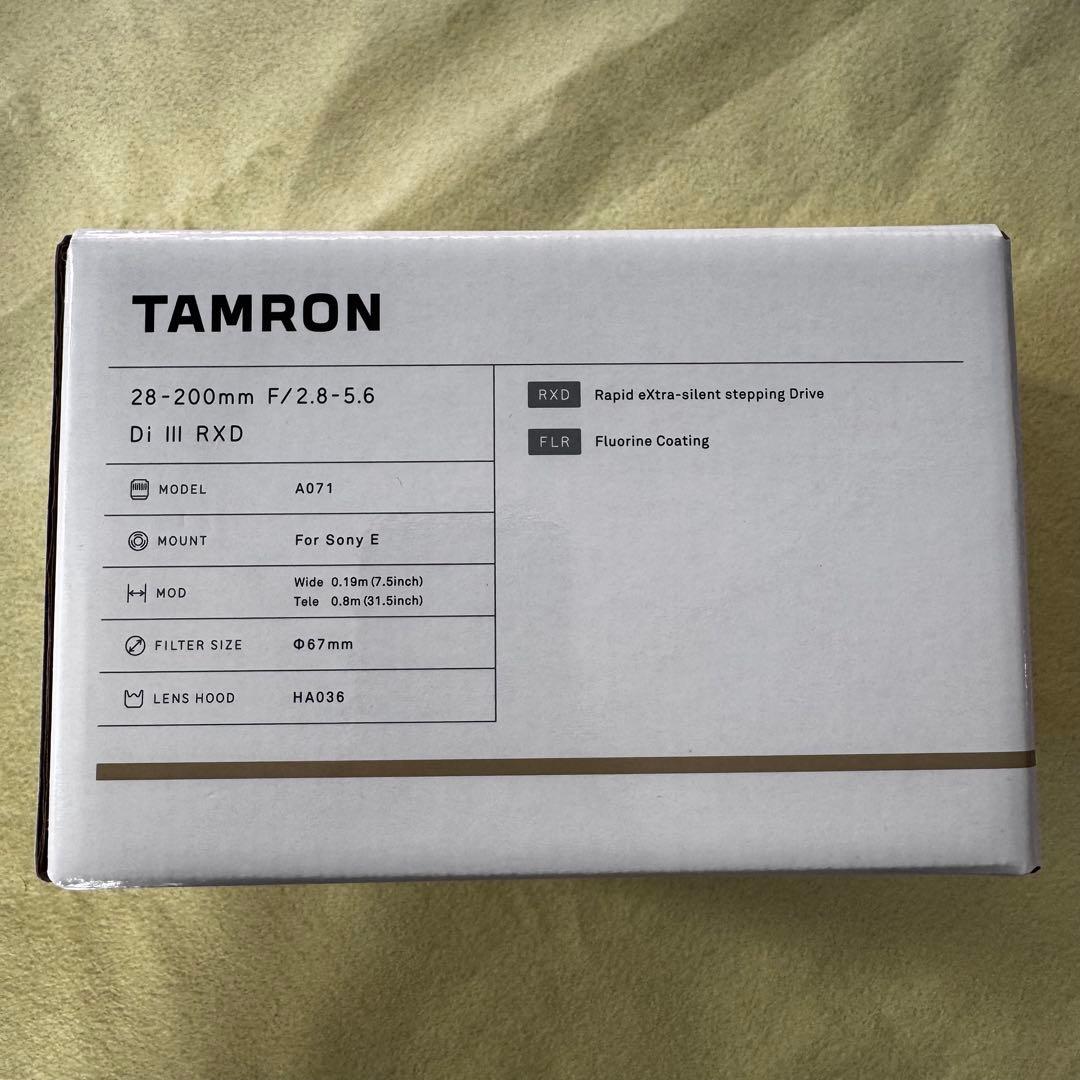 TAMRON
28-200mm F/2.8-5.6
Di III RXD
MODEL A071
MOUNT For Sony E
MOD Wide 0.19m (7.5inch)
Tele 0.8m (31.5inch)
FILTER SIZE Φ67mm
LENS HOOD HA036
RXD Rapid eXtra-silent stepping Drive
FLR Fluorine Coating